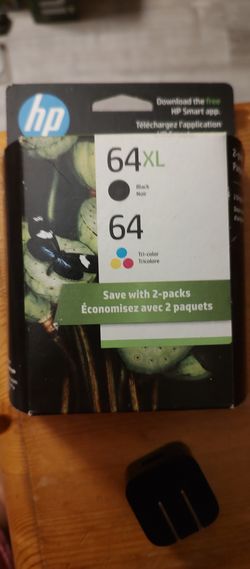 hp
Download the free
HP Smart app.
Téléchargez l'application
64XL
Black
Noir
64
Tri-color
Tricolore
Save with 2-packs
Économisez avec 2 paquets